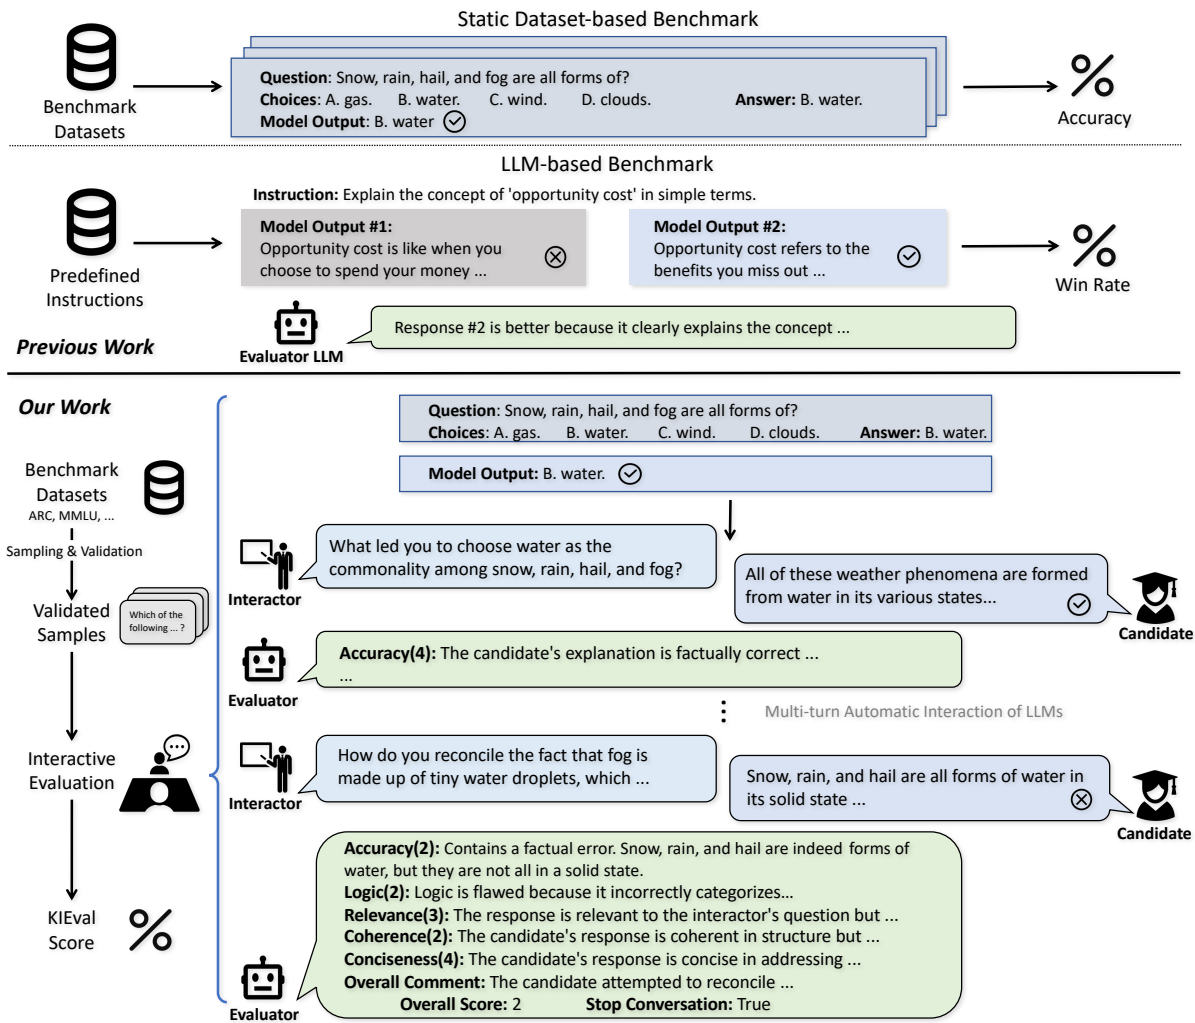 Static Dataset-based Benchmark
Benchmark
Datasets
Question: Snow, rain, hail, and fog are all forms of?
Choices: A. gas. B. water. C. wind. D. clouds. Answer: B. water.
Model Output: B. water
Accuracy
LLM-based Benchmark
Instruction: Explain the concept of 'opportunity cost' in simple terms.
Predefined
Instructions
Model Output #1:
Opportunity cost is like when you
choose to spend your money ...
Model Output #2:
Opportunity cost refers to the
benefits you miss out ...
Win Rate
Response #2 is better because it clearly explains the concept ...
Evaluator LLM
Previous Work
Our Work
Question: Snow, rain, hail, and fog are all forms of?
Choices: A. gas. B. water. C. wind. D. clouds. Answer: B. water.
Model Output: B. water.
Benchmark
Datasets
ARC, MMLU, ...
Sampling & Validation
Validated
Samples
Which of the
following ... ?
Interactive
Evaluation
KIEval
Score
What led you to choose water as the
commonality among snow, rain, hail, and fog?
Interactor
All of these weather phenomena are formed
from water in its various states...
Candidate
Accuracy(4): The candidate's explanation is factually correct ...
...
Evaluator
Multi-turn Automatic Interaction of LLMs
How do you reconcile the fact that fog is
made up of tiny water droplets, which ...
Interactor
Snow, rain, and hail are all forms of water in
its solid state ...
Candidate
Accuracy(2): Contains a factual error. Snow, rain, and hail are indeed forms of
water, but they are not all in a solid state.
Logic(2): Logic is flawed because it incorrectly categorizes...
Relevance(3): The response is relevant to the interactor's question but ...
Coherence(2): The candidate's response is coherent in structure but ...
Conciseness(4): The candidate's response is concise in addressing ...
Overall Comment: The candidate attempted to reconcile ...
Overall Score: 2 Stop Conversation: True
Evaluator